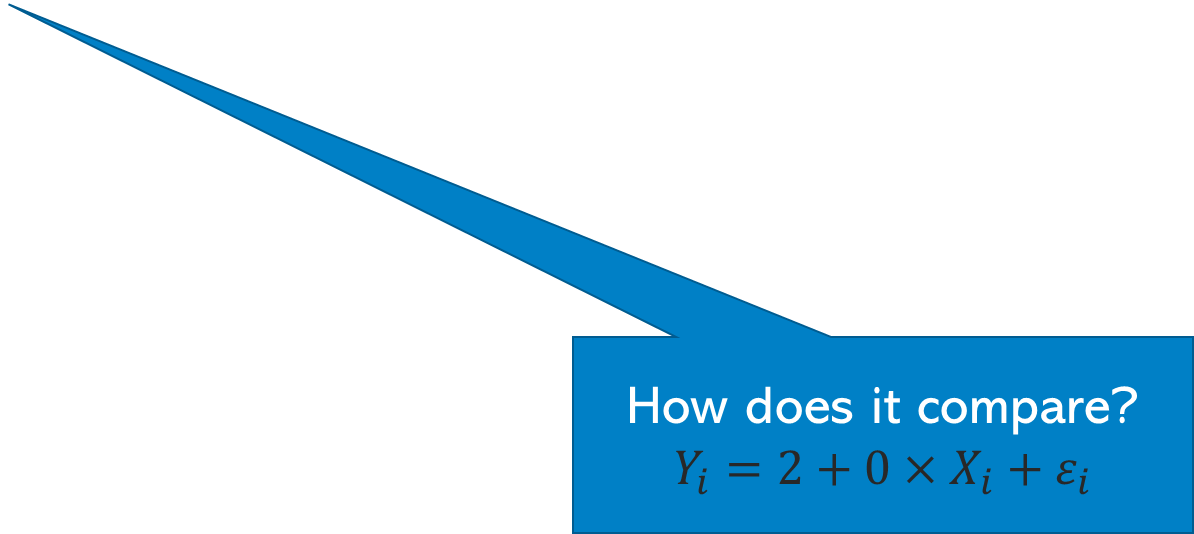 How does it compare?
𝑌𝑖 = 2 + 0 × 𝑋𝑖 + 𝜀𝑖